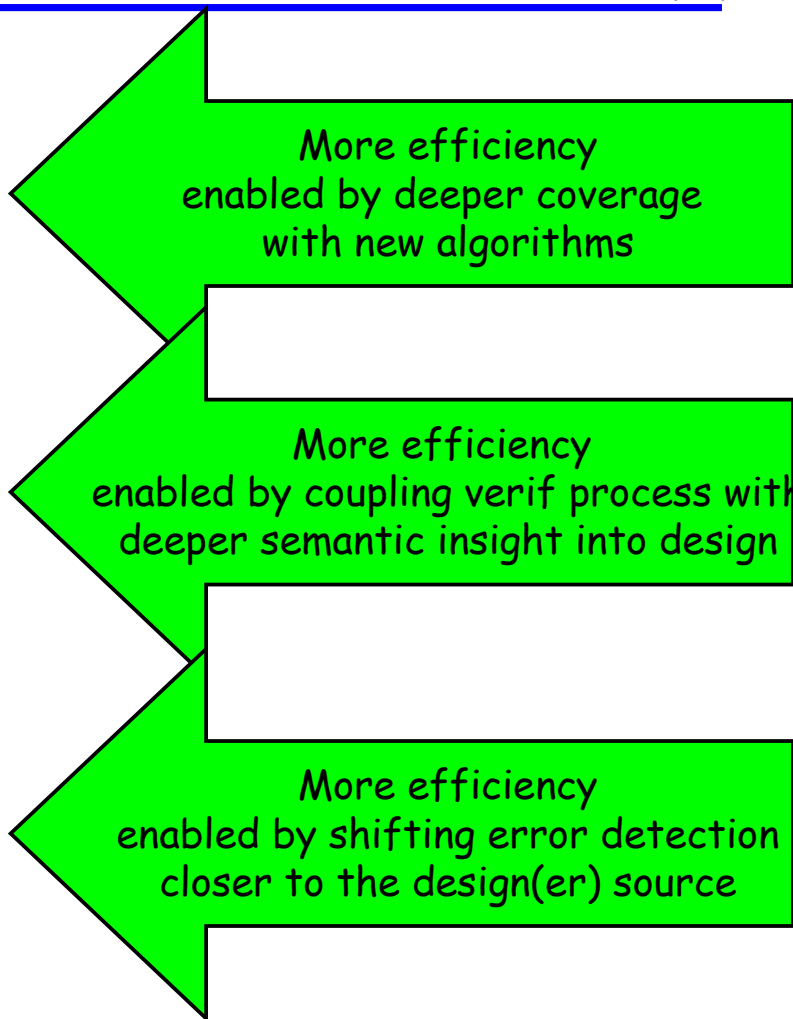 More efficiency
enabled by deeper coverage
with new algorithms
More efficiency
enabled by coupling verif process with
deeper semantic insight into design
More efficiency
enabled by shifting error detection
closer to the design(er) source